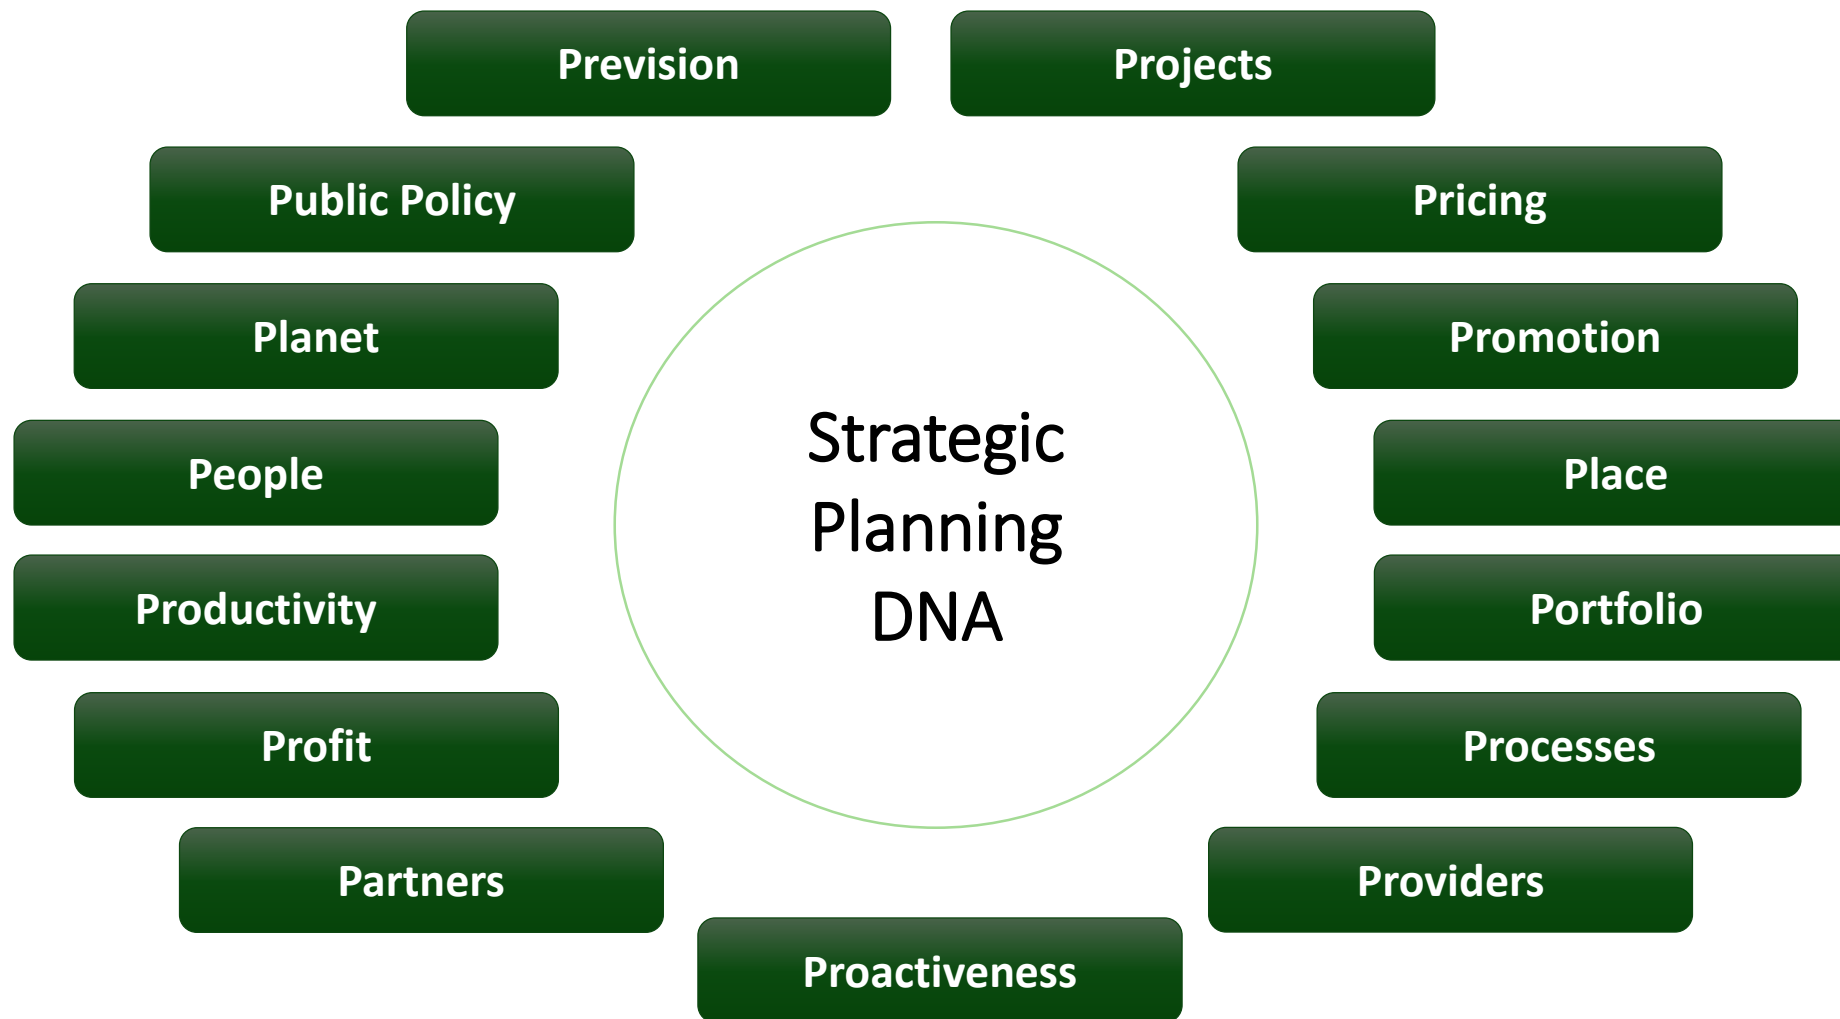 Prevision
Projects
Public Policy
Pricing
Planet
Promotion
Strategic
Planning
DNA
People
Place
Productivity
Portfolio
Profit
Processes
Partners
Providers
Proactiveness